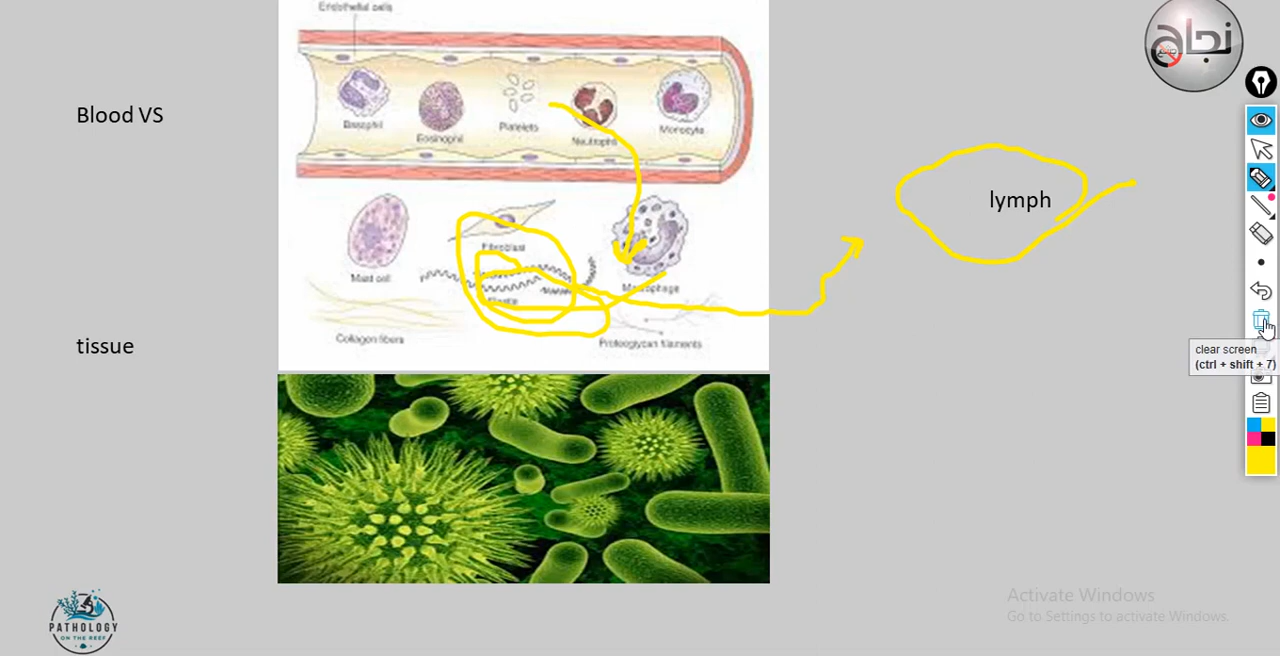 Endothelial cells
Blood VS
Basophil
Eosinophil
Platelets
Neutrophil
Monocyte
lymph
Fibroblast
Mast cell
Macrophage
tissue
Collagen fibers
Proteoglycan filaments
clear screen
(ctrl + shift + 7)
Activate Windows
Go to Settings to activate Windows.
PATHOLOGY
ON THE REEF